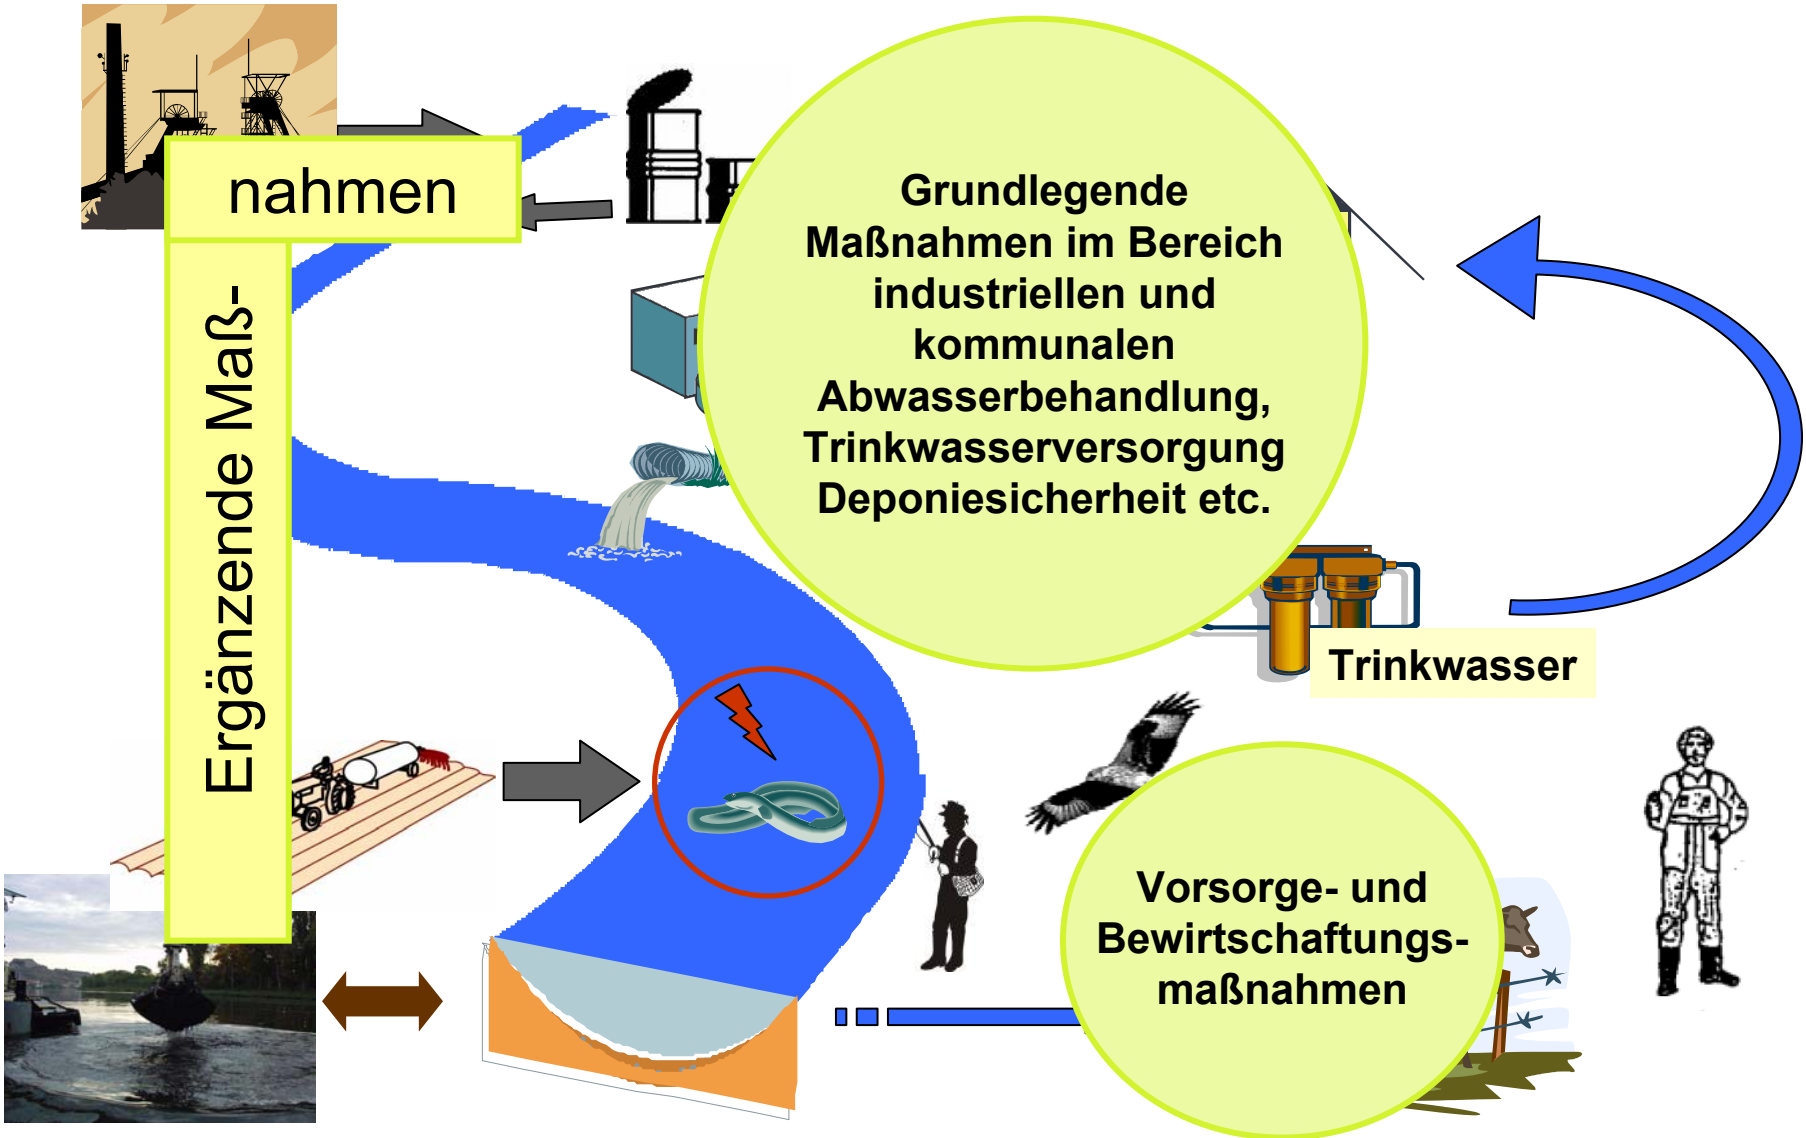 Ergänzende Maß-
nahmen
Grundlegende
Maßnahmen im Bereich
industriellen und
kommunalen
Abwasserbehandlung,
Trinkwasserversorgung
Deponiesicherheit etc.
Trinkwasser
Vorsorge- und
Bewirtschaftungs-
maßnahmen